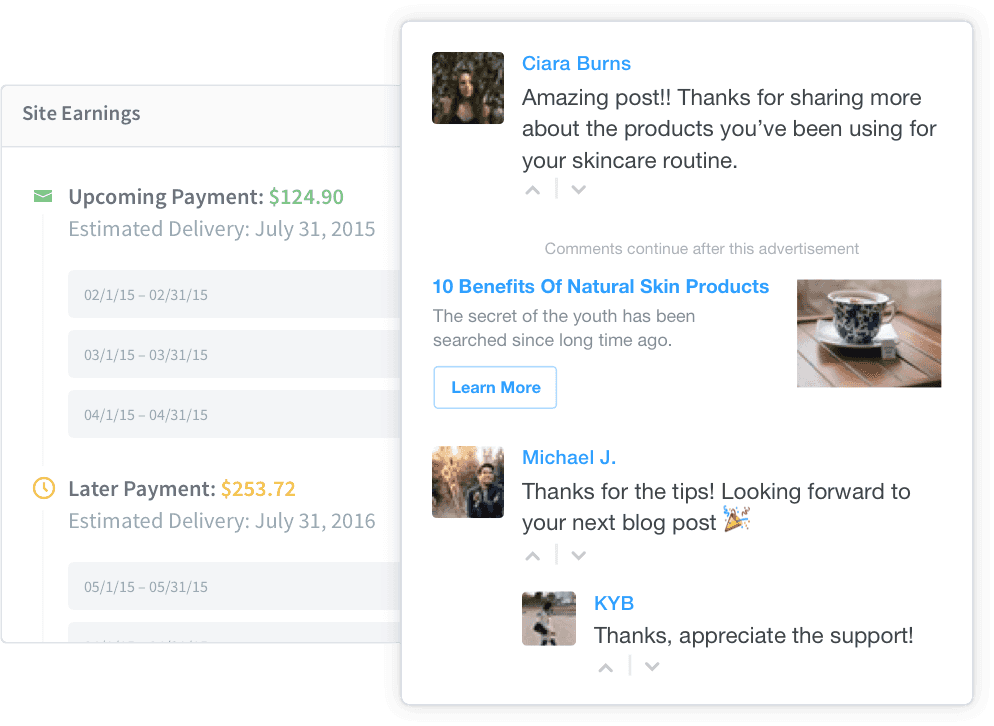 Site Earnings
Upcoming Payment: $124.90
Estimated Delivery: July 31, 2015
02/1/15 – 02/31/15
03/1/15 – 03/31/15
04/1/15 – 04/31/15
Later Payment: $253.72
Estimated Delivery: July 31, 2016
05/1/15 – 05/31/15
Ciara Burns
Amazing post!! Thanks for sharing more
about the products you’ve been using for
your skincare routine.
Comments continue after this advertisement
10 Benefits Of Natural Skin Products
The secret of the youth has been
searched since long time ago.
Learn More
Michael J.
Thanks for the tips! Looking forward to
your next blog post 🎉
KYB
Thanks, appreciate the support!